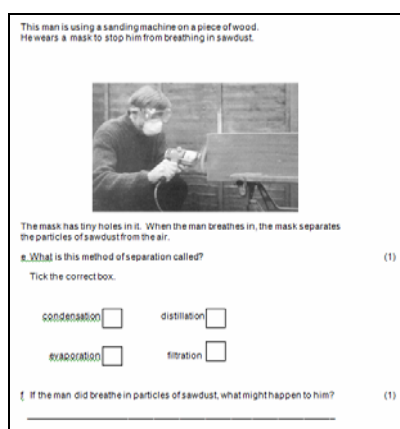 This man is using a sanding machine on a piece of wood.
He wears a mask to stop him from breathing in sawdust.
The mask has tiny holes in it. When the man breathes in, the mask separates
the particles of sawdust from the air.
e What is this method of separation called? (1)
Tick the correct box.
condensation distillation
evaporation filtration
f If the man did breathe in particles of sawdust, what might happen to him? (1)